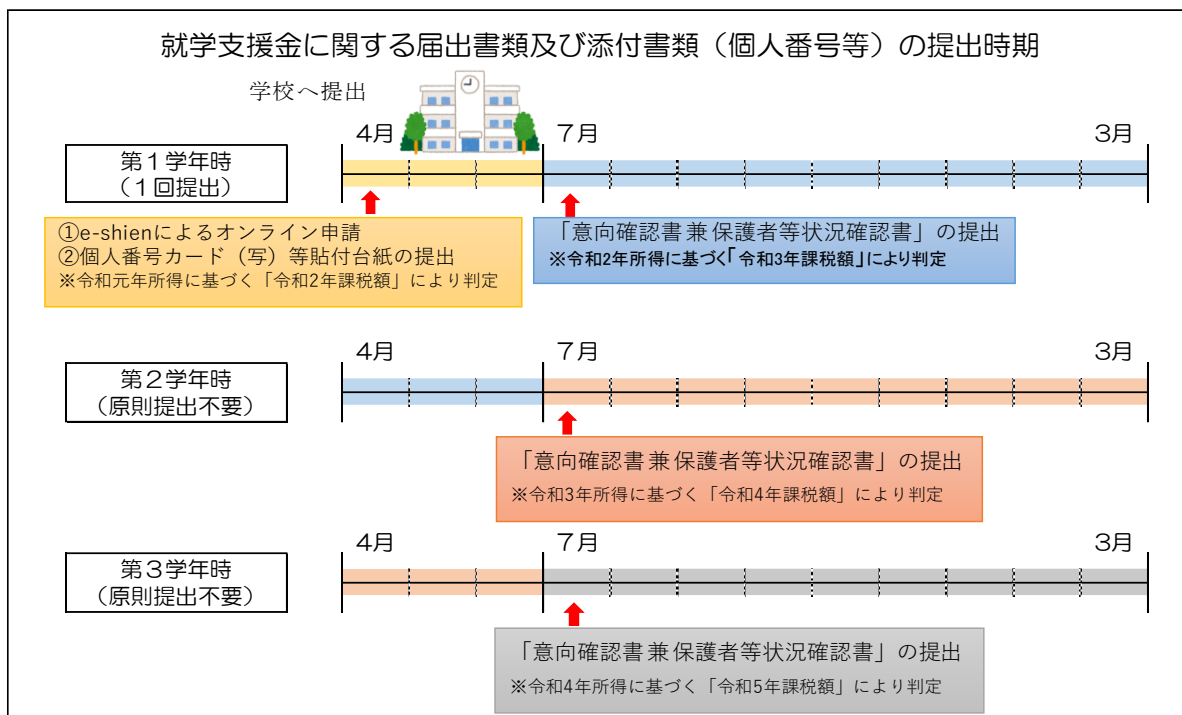 就学支援金に関する届出書類及び添付書類（個人番号等）の提出時期
学校へ提出
4月
7月
3月
第１学年時
（１回提出）
①e-shienによるオンライン申請
②個人番号カード（写）等貼付台紙の提出
※令和元年所得に基づく「令和2年課税額」により判定
「意向確認書兼保護者等状況確認書」の提出
※令和2年所得に基づく「令和3年課税額」により判定
4月
7月
3月
第２学年時
（原則提出不要）
「意向確認書兼保護者等状況確認書」の提出
※令和3年所得に基づく「令和4年課税額」により判定
4月
7月
3月
第３学年時
（原則提出不要）
「意向確認書兼保護者等状況確認書」の提出
※令和4年所得に基づく「令和5年課税額」により判定